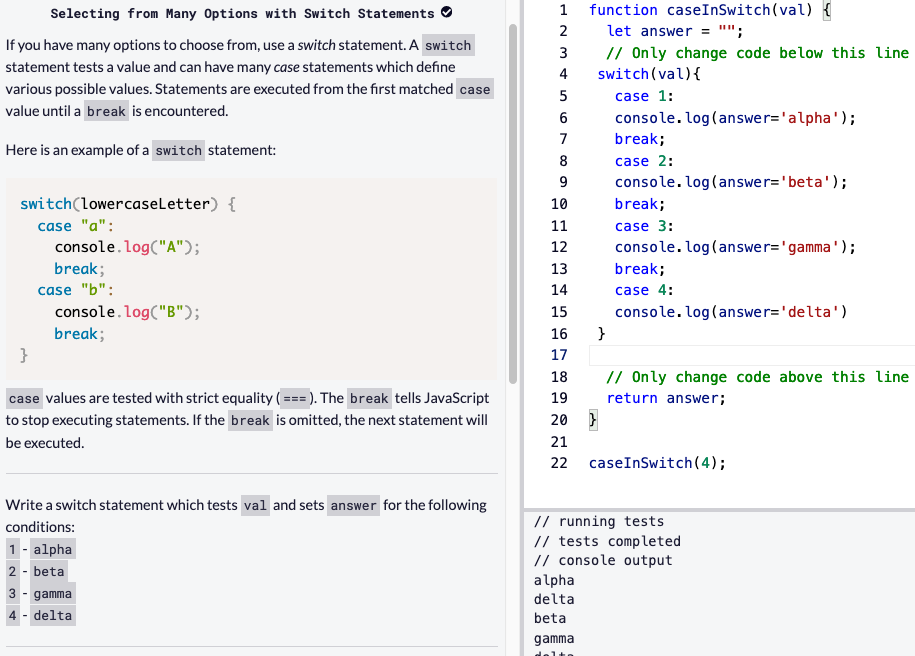 Selecting from Many Options with Switch Statements
If you have many options to choose from, use a switch statement. A switch
statement tests a value and can have many case statements which define
various possible values. Statements are executed from the first matched case
value until a break is encountered.
Here is an example of a switch statement:
switch(lowercaseLetter) {
case "a":
console.log("A");
break;
case "b":
console.log("B");
break;
}
case values are tested with strict equality (===). The break tells JavaScript
to stop executing statements. If the break is omitted, the next statement will
be executed.
Write a switch statement which tests val and sets answer for the following
conditions:
1 - alpha
2 - beta
3 - gamma
4 - delta
1 function caseInSwitch(val) {
2 let answer = "";
3 // Only change code below this line
4 switch(val){
5 case 1:
6 console.log(answer='alpha');
7 break;
8 case 2:
9 console.log(answer='beta');
10 break;
11 case 3:
12 console.log(answer='gamma');
13 break;
14 case 4:
15 console.log(answer='delta')
16 }
17
18 // Only change code above this line
19 return answer;
20 }
21
22 caseInSwitch(4);
// running tests
// tests completed
// console output
alpha
delta
beta
gamma
delta